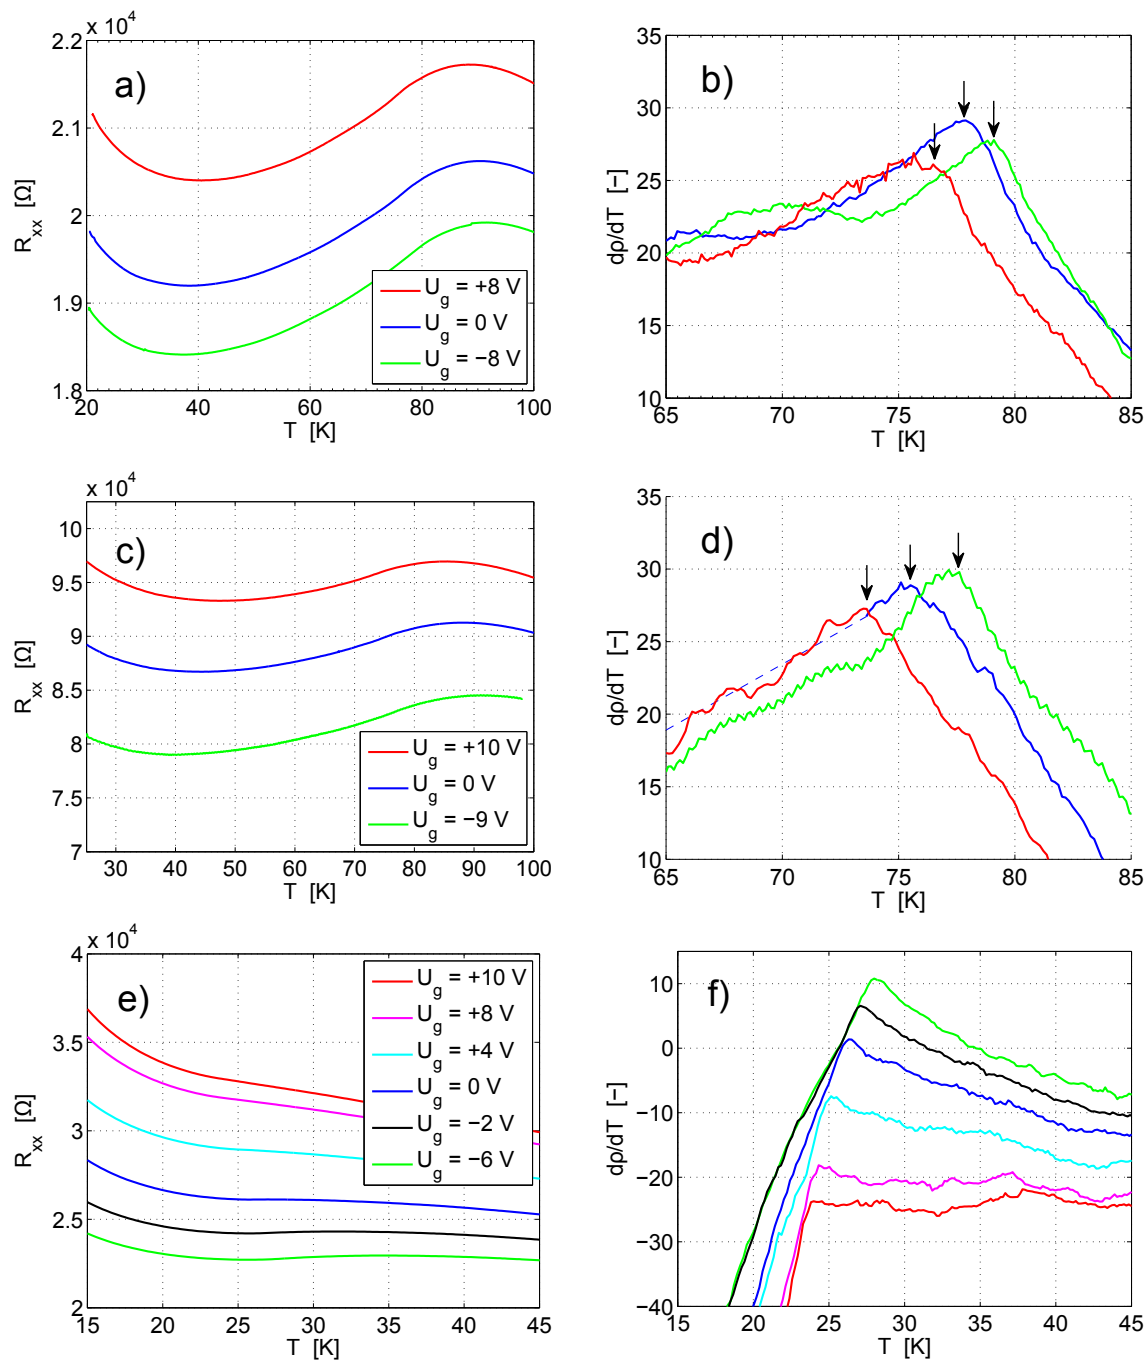 x 10⁴
2.2
2.1
2
1.9
1.8
R_xx [Ω]
a)
U_g = +8 V
U_g = 0 V
U_g = −8 V
20 40 60 80 100
T [K]
35
30
25
20
15
10
dρ/dT [−]
b)
65 70 75 80 85
T [K]
x 10⁴
10
9.5
9
8.5
8
7.5
7
R_xx [Ω]
c)
U_g = +10 V
U_g = 0 V
U_g = −9 V
30 40 50 60 70 80 90 100
T [K]
35
30
25
20
15
10
dρ/dT [−]
d)
65 70 75 80 85
T [K]
x 10⁴
4
3.5
3
2.5
2
R_xx [Ω]
e)
U_g = +10 V
U_g = +8 V
U_g = +4 V
U_g = 0 V
U_g = −2 V
U_g = −6 V
15 20 25 30 35 40 45
T [K]
10
0
−10
−20
−30
−40
dρ/dT [−]
f)
15 20 25 30 35 40 45
T [K]